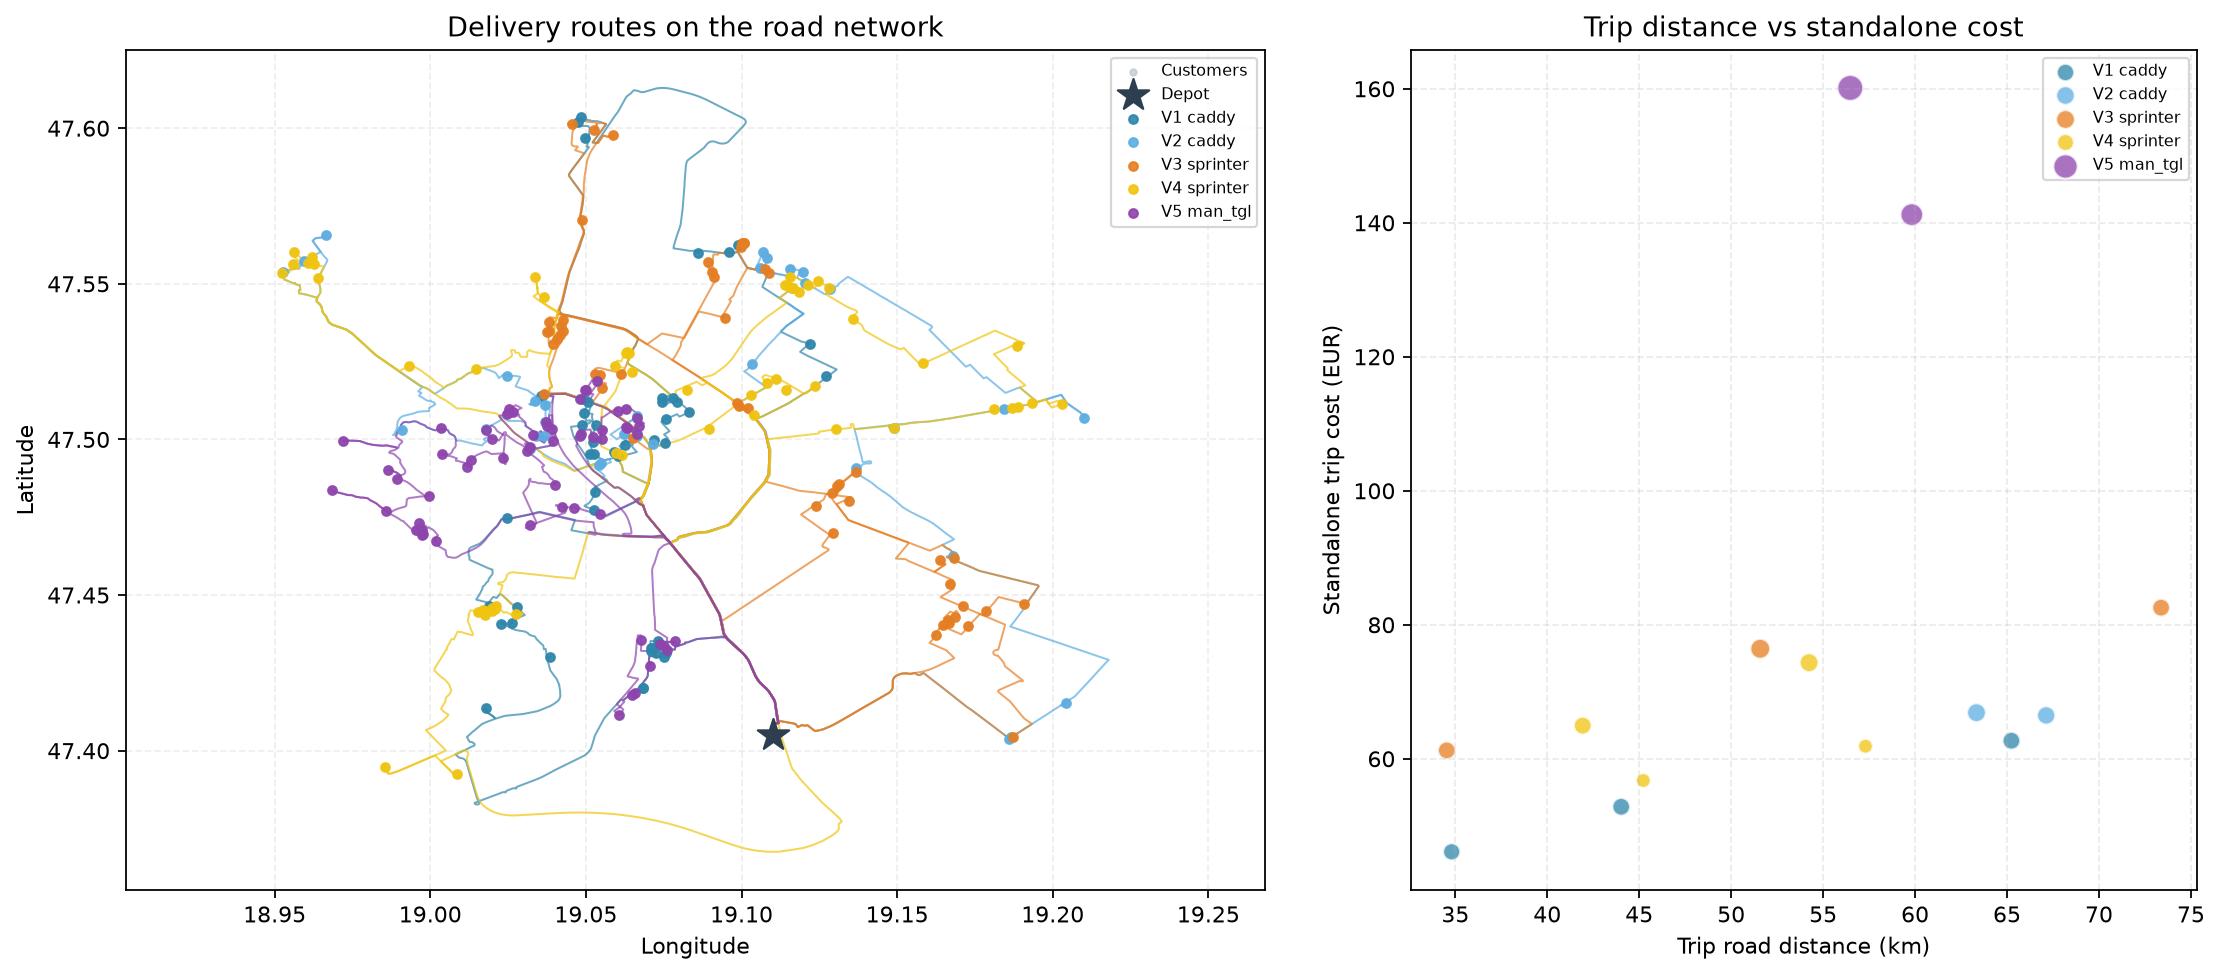 Delivery routes on the road network
Customers
Depot
V1 caddy
V2 caddy
V3 sprinter
V4 sprinter
V5 man_tgl
47.60
47.55
47.50
47.45
47.40
Latitude
18.95
19.00
19.05
19.10
19.15
19.20
19.25
Longitude
Trip distance vs standalone cost
V1 caddy
V2 caddy
V3 sprinter
V4 sprinter
V5 man_tgl
160
140
120
100
80
60
Standalone trip cost (EUR)
35
40
45
50
55
60
65
70
75
Trip road distance (km)